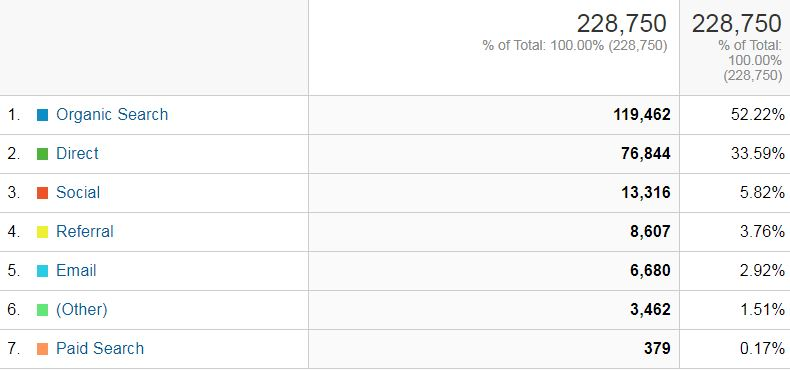 228,750 228,750
% of Total: 100.00% (228,750) % of Total:
100.00%
(228,750)
1. Organic Search 119,462 52.22%
2. Direct 76,844 33.59%
3. Social 13,316 5.82%
4. Referral 8,607 3.76%
5. Email 6,680 2.92%
6. (Other) 3,462 1.51%
7. Paid Search 379 0.17%